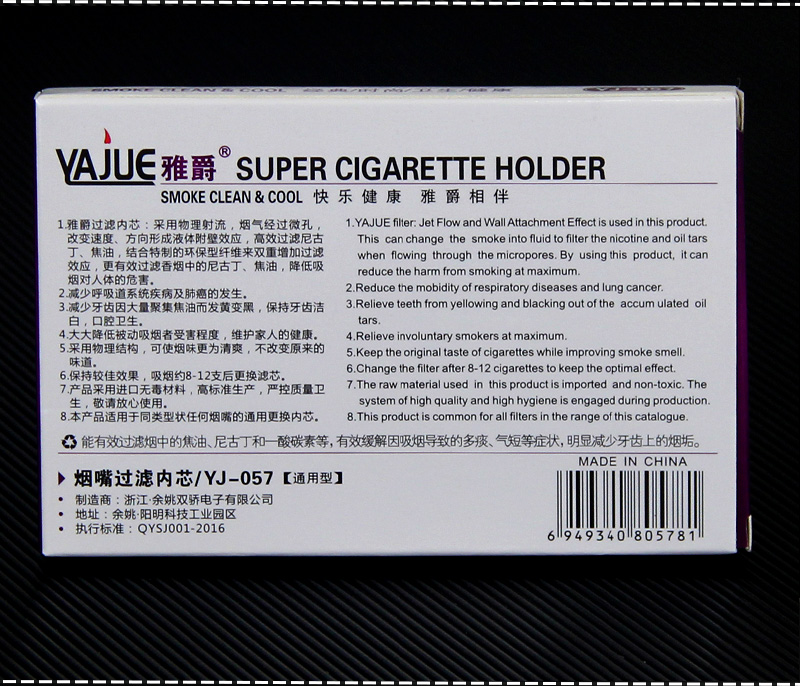 SMOKE CLEAN & COOL 经典/时尚/卫生/健康 YJ-057
YAJUE 雅爵® SUPER CIGARETTE HOLDER
SMOKE CLEAN & COOL 快乐健康 雅爵相伴
1.雅爵过滤内芯：采用物理射流，烟气经过微孔，
改变速度、方向形成液体附壁效应，高效过滤尼古
丁、焦油，结合特制的环保型纤维来双重增加过滤
效应，更有效过滤香烟中的尼古丁、焦油，降低吸
烟对人体的危害。
2.减少呼吸道系统疾病及肺癌的发生。
3.减少牙齿因大量聚集焦油而发黄变黑，保持牙齿洁
白，口腔卫生。
4.大大降低被动吸烟者受害程度，维护家人的健康。
5.采用物理结构，可使烟味更为清爽，不改变原来的
味道。
6.保持较佳效果，吸烟约8-12支后更换滤芯。
7.产品采用进口无毒材料，高标准生产，严控质量卫
生，敬请放心使用。
8.本产品适用于同类型状任何烟嘴的通用更换内芯。
1.YAJUE filter: Jet Flow and Wall Attachment Effect is used in this product.
This can change the smoke into fluid to filter the nicotine and oil tars
when flowing through the micropores. By using this product, it can
reduce the harm from smoking at maximum.
2.Reduce the mobidity of respiratory diseases and lung cancer.
3.Relieve teeth from yellowing and blacking out of the accum ulated oil
tars.
4.Relieve involuntary smokers at maximum.
5.Keep the original taste of cigarettes while improving smoke smell.
6.Change the filter after 8-12 cigarettes to keep the optimal effect.
7.The raw material used in this product is imported and non-toxic. The
system of high quality and high hygiene is engaged during production.
8.This product is common for all filters in the range of this catalogue.
能有效过滤烟中的焦油、尼古丁和一酸碳素等，有效缓解因吸烟导致的多痰、气短等症状，明显减少牙齿上的烟垢。
烟嘴过滤内芯/YJ-057【通用型】
• 制造商：浙江·余姚双骄电子有限公司
• 地址：余姚·阳明科技工业园区
• 执行标准：QYSJ001-2016
MADE IN CHINA
6 949340 805781